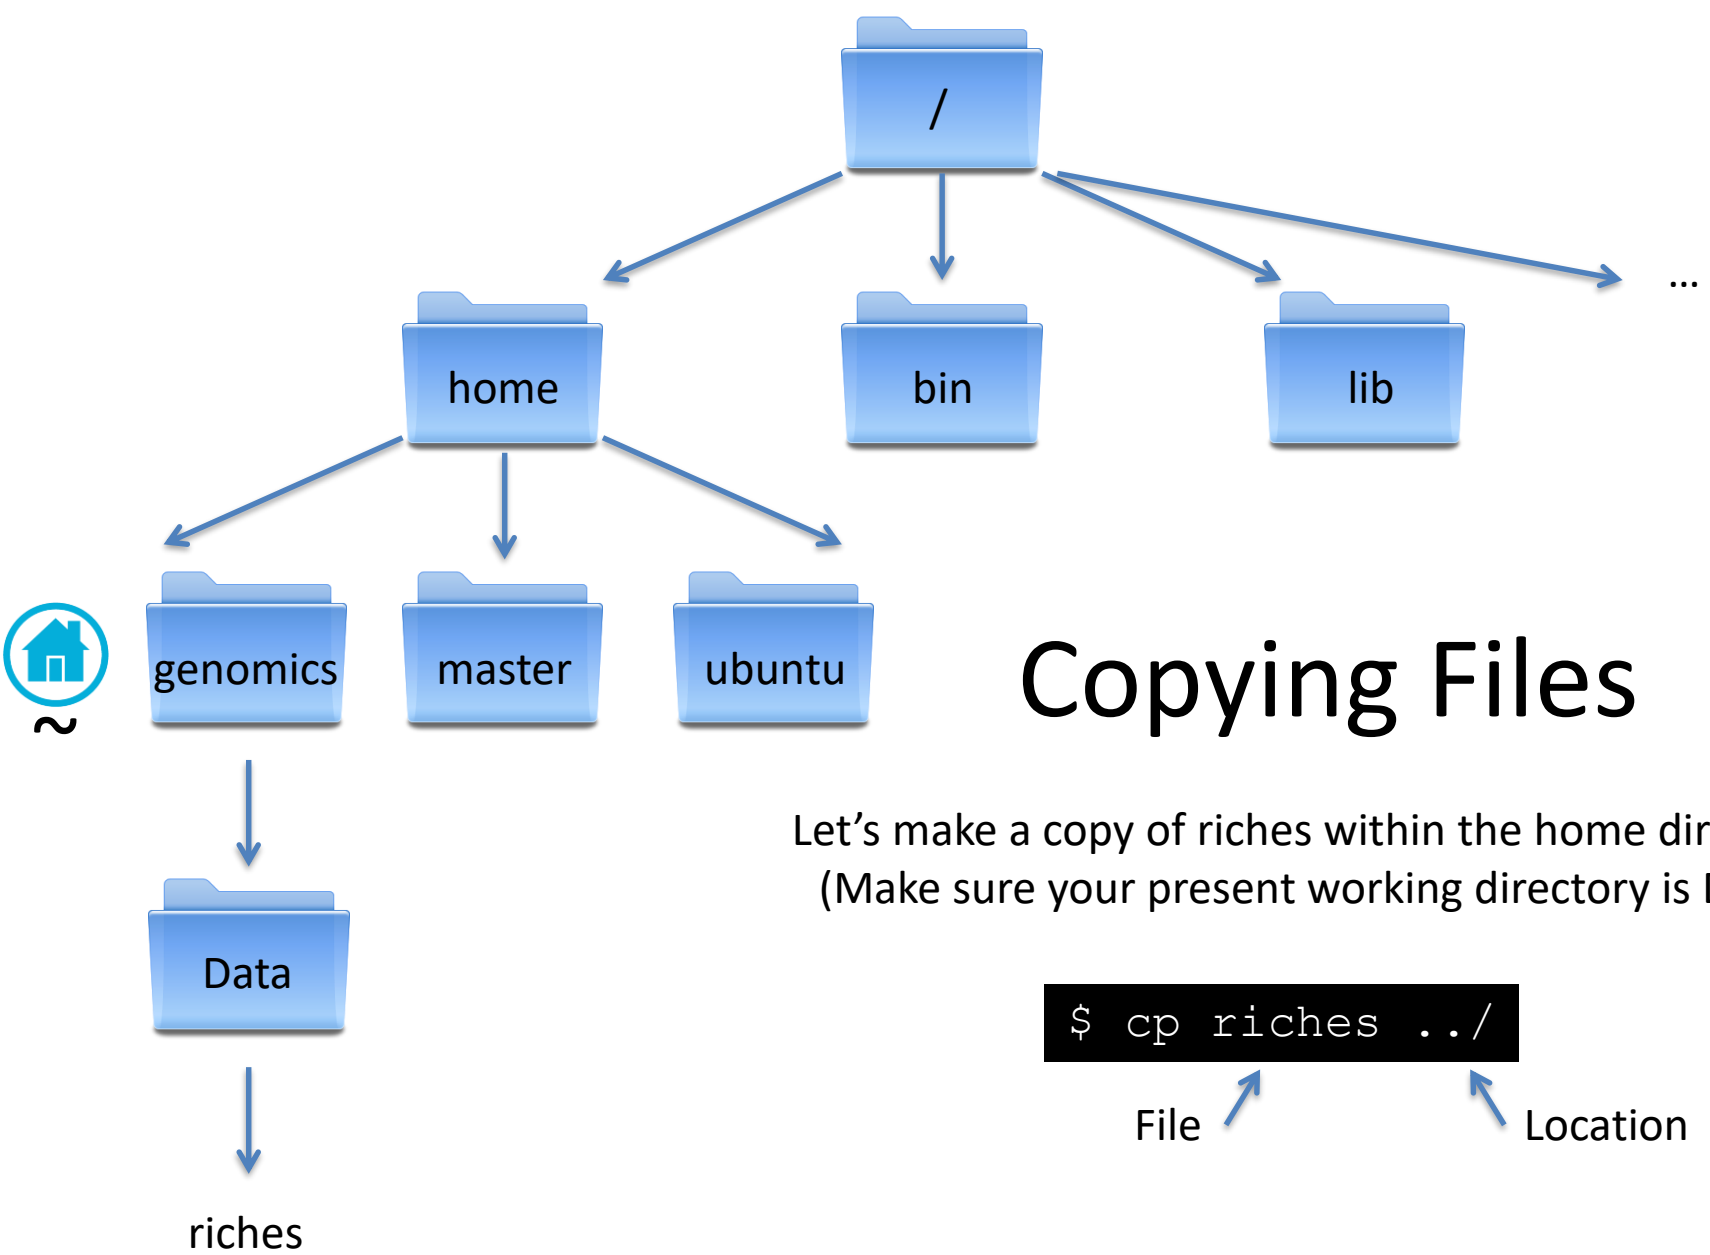 /
...
home
bin
lib
genomics
master
ubuntu
~
Copying Files
Let’s make a copy of riches within the home
(Make sure your present working directory is
Data
$ cp riches ../
File
Location
riches